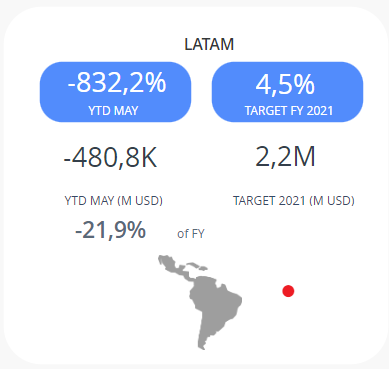 LATAM
-832,2% 4,5%
YTD MAY TARGET FY 2021
-480,8K 2,2M
YTD MAY (M USD) TARGET 2021 (M USD)
-21,9% of FY